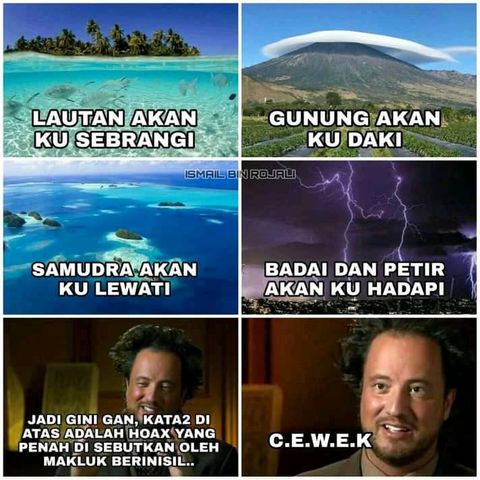 LAUTAN AKAN
KU SEBRANGI
GUNUNG AKAN
KU DAKI
ISMAIL BIN ROJALI
SAMUDRA AKAN
KU LEWATI
BADAI DAN PETIR
AKAN KU HADAPI
JADI GINI GAN, KATA2 DI
ATAS ADALAH HOAX YANG
PENAH DI SEBUTKAN OLEH
MAKLUK BERINISIL..
C.E.W.E.K